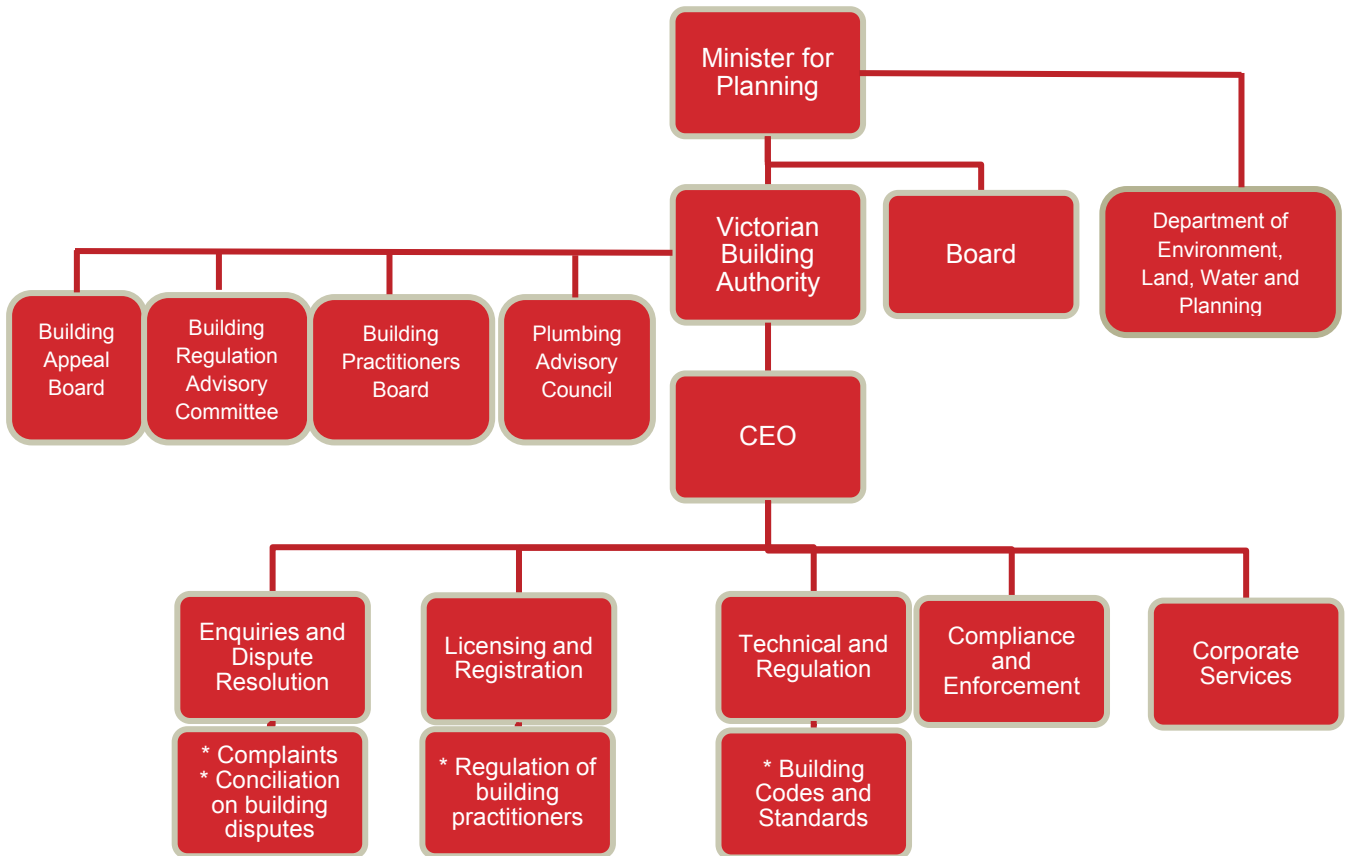 Minister for
Planning
Victorian
Building
Authority
Board
Department of
Environment,
Land, Water and
Planning
Building
Appeal
Board
Building
Regulation
Advisory
Committee
Building
Practitioners
Board
Plumbing
Advisory
Council
CEO
Enquiries and
Dispute
Resolution
Licensing and
Registration
Technical and
Regulation
Compliance
and
Enforcement
Corporate
Services
* Complaints
* Conciliation
on building
disputes
* Regulation of
building
practitioners
* Building
Codes and
Standards